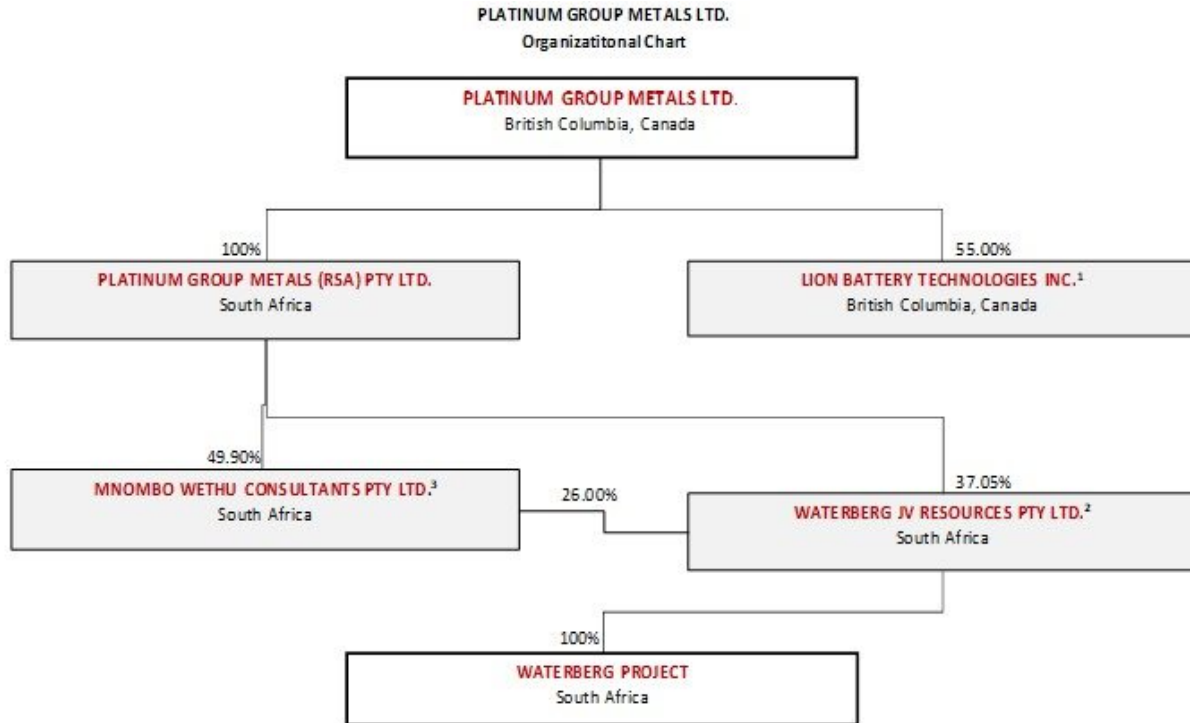 PLATINUM GROUP METALS LTD.
Organizatitonal Chart
PLATINUM GROUP METALS LTD.
British Columbia, Canada
100%
55.00%
PLATINUM GROUP METALS (RSA) PTY LTD.
South Africa
LION BATTERY TECHNOLOGIES INC.¹
British Columbia, Canada
49.90%
37.05%
MNOMBO WETHU CONSULTANTS PTY LTD.³
South Africa
26.00%
WATERBERG JV RESOURCES PTY LTD.²
South Africa
100%
WATERBERG PROJECT
South Africa